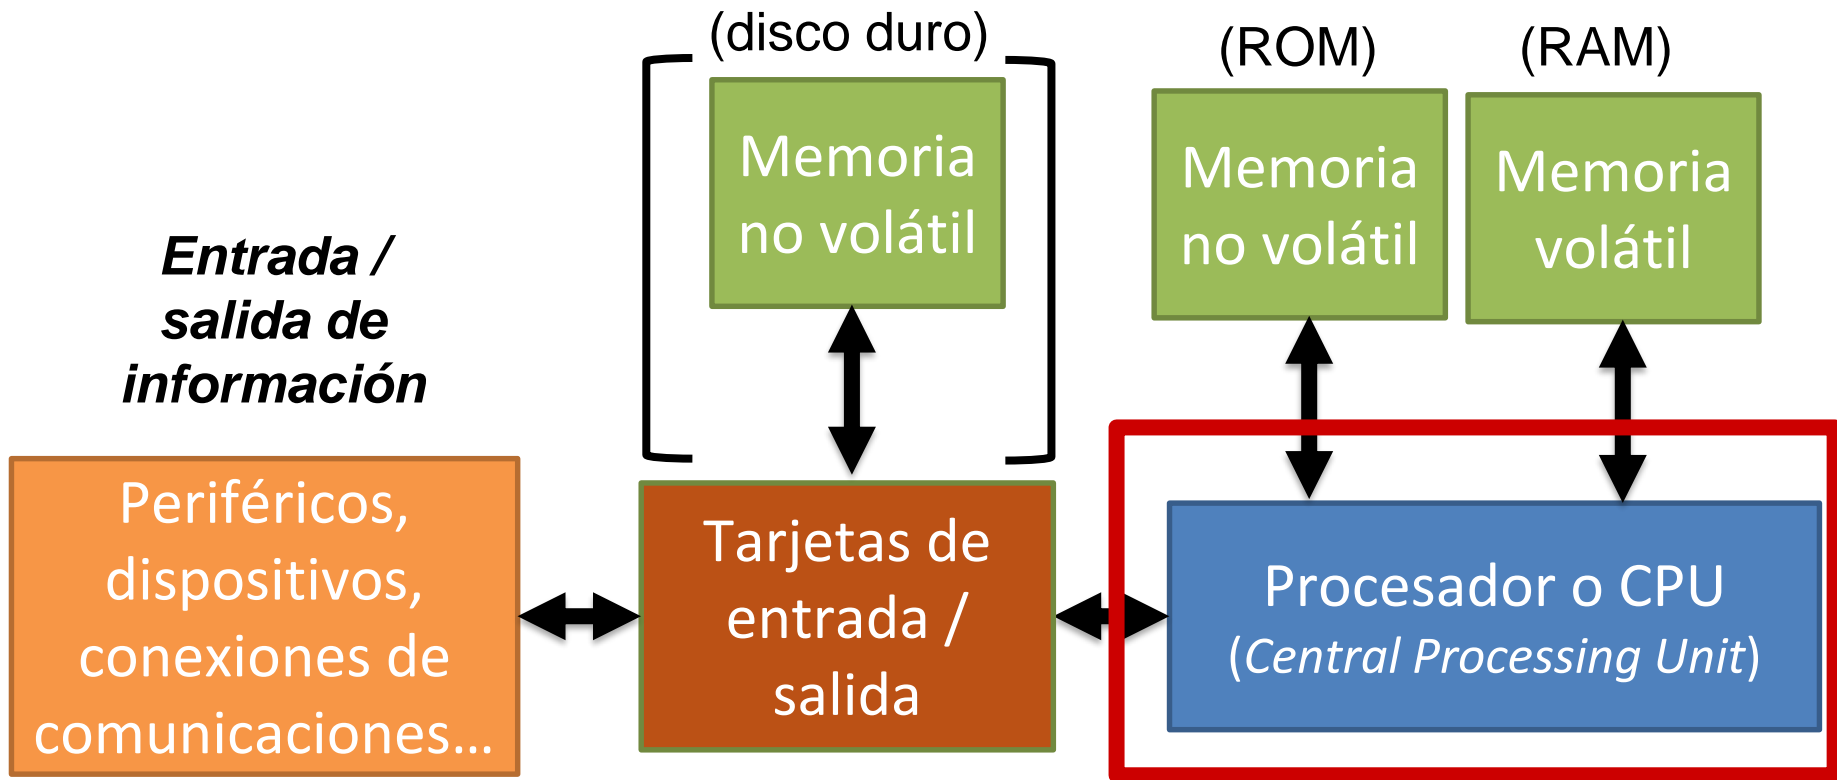 (disco duro)
(ROM)
(RAM)
Memoria
no volátil
Memoria
no volátil
Memoria
volátil
Entrada /
salida de
información
Periféricos,
dispositivos,
conexiones de
comunicaciones...
Tarjetas de
entrada /
salida
Procesador o CPU
(Central Processing Unit)